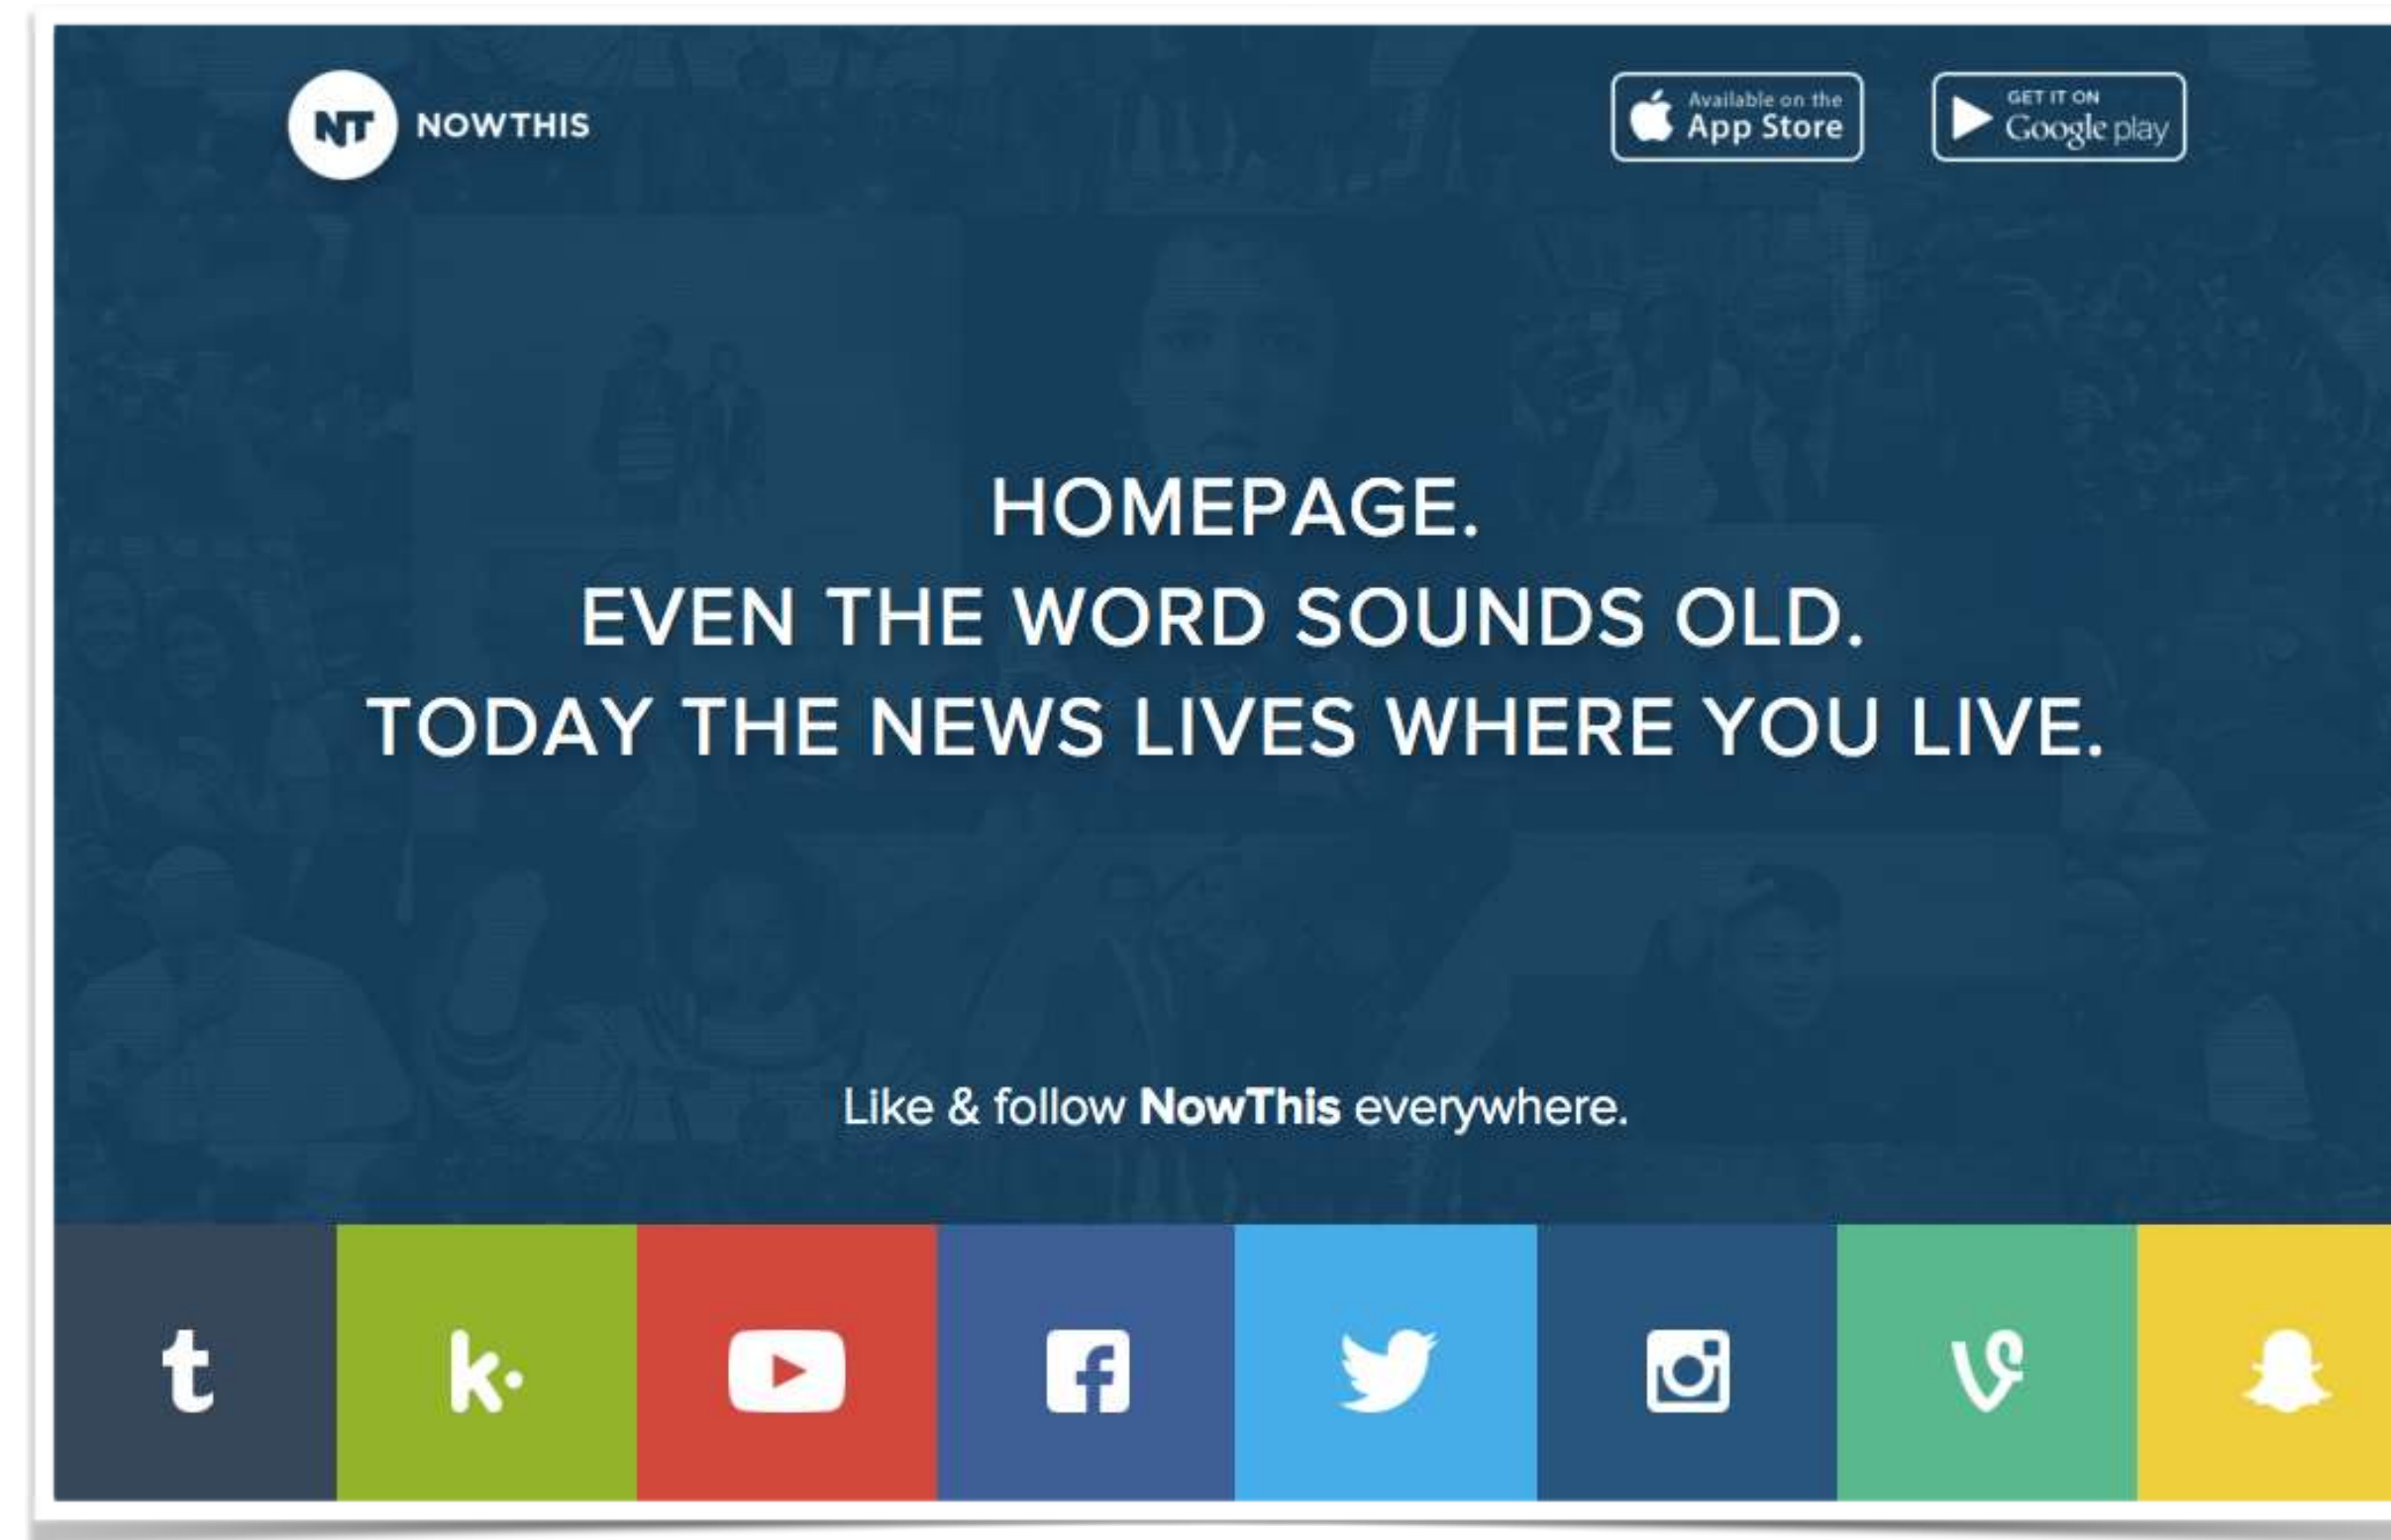 NT NOWTHIS
Available on the
App Store
GET IT ON
Google play
HOMEPAGE.
EVEN THE WORD SOUNDS OLD.
TODAY THE NEWS LIVES WHERE YOU LIVE.
Like & follow NowThis everywhere.
t k. f